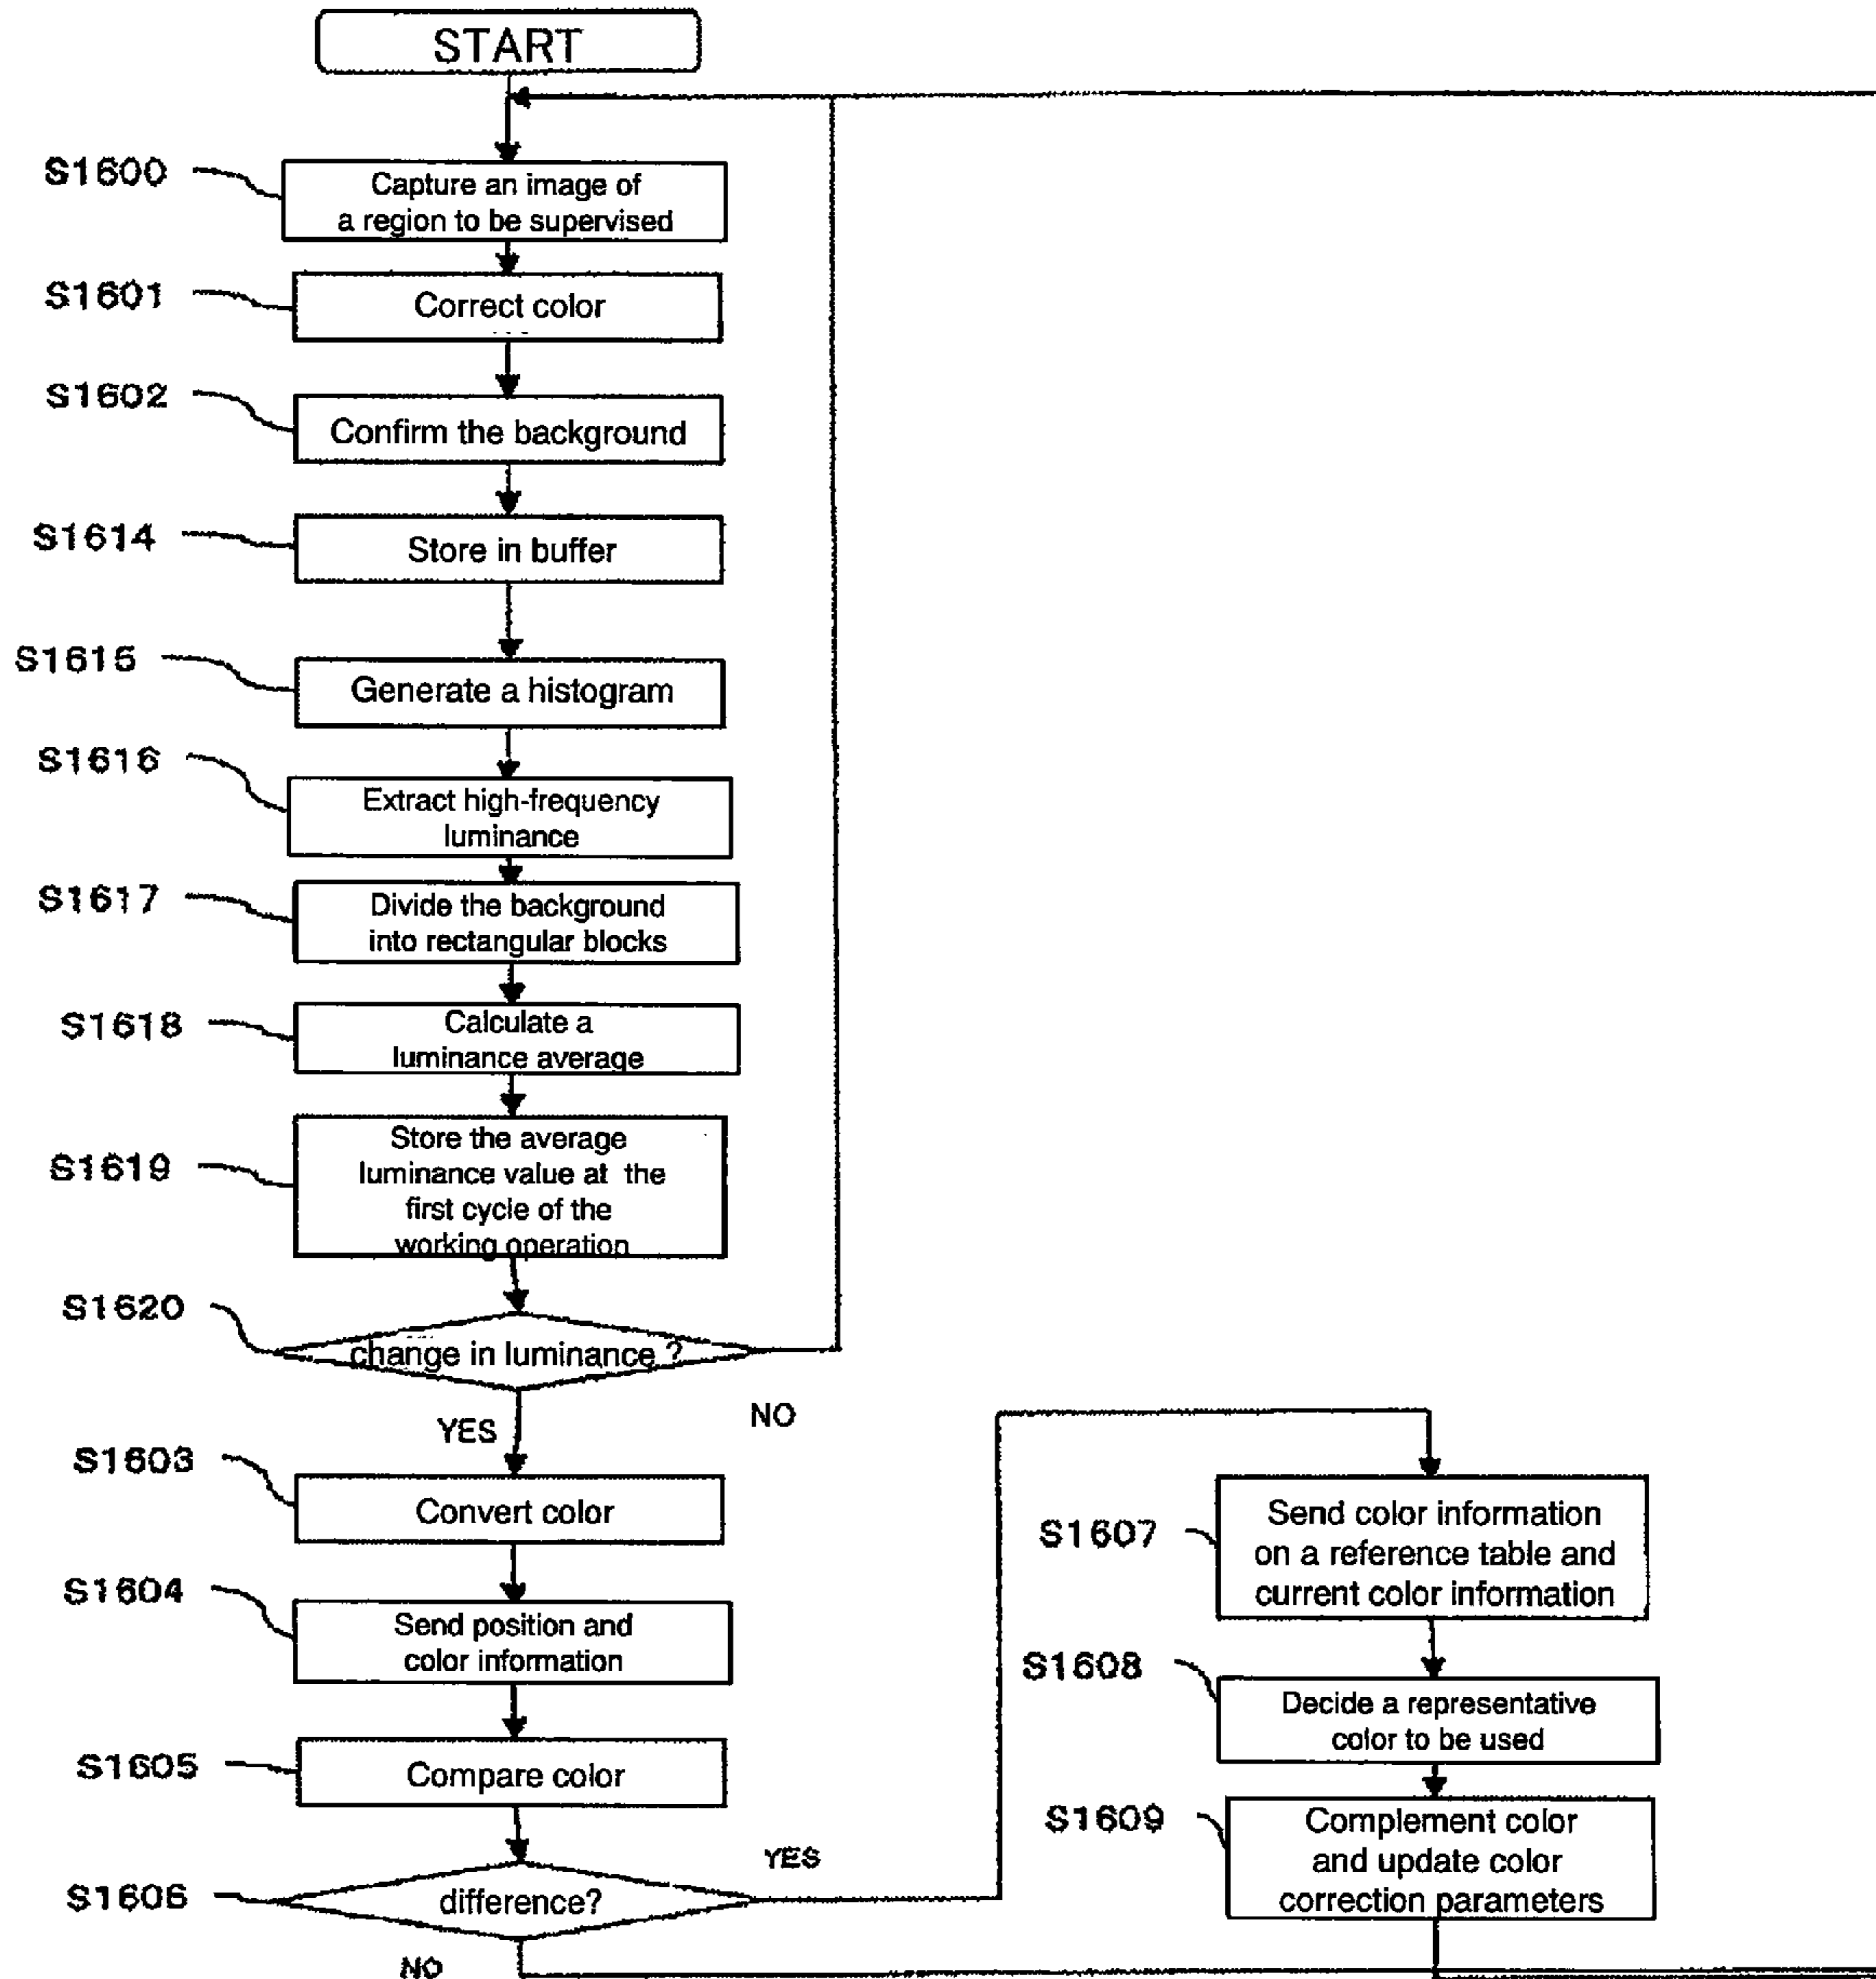 START
S1600
Capture an image of
a region to be supervised
S1601
Correct color
S1602
Confirm the background
S1614
Store in buffer
S1615
Generate a histogram
S1616
Extract high-frequency
luminance
S1617
Divide the background
into rectangular blocks
S1618
Calculate a
luminance average
S1619
Store the average
luminance value at the
first cycle of the
working operation
S1620
change in luminance ?
YES
NO
S1603
Convert color
S1604
Send position and
color information
S1605
Compare color
S1606
difference?
YES
NO
S1607
Send color information
on a reference table and
current color information
S1608
Decide a representative
color to be used
S1609
Complement color
and update color
correction parameters